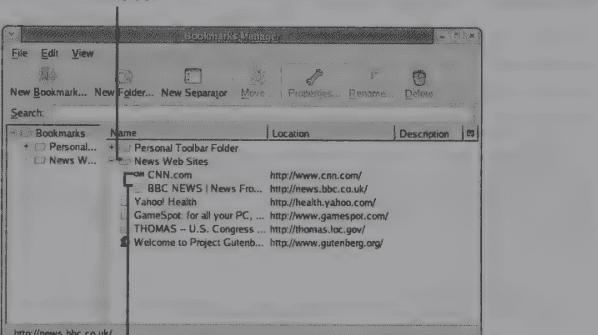 Bookmarks Manager
File Edit View
New Bookmark... New Folder... New Separator Move... Properties... Rename... Delete
Search:
Bookmarks Name Location Description
Personal... Personal Toolbar Folder
News W... News Web Sites
CNN.com http://www.cnn.com/
BBC NEWS | News Fro... http://news.bbc.co.uk/
Yahoo! Health http://health.yahoo.com/
GameSpot: for all your PC, ... http://www.gamespot.com/
THOMAS -- U.S. Congress ... http://thomas.loc.gov/
Welcome to Project Gutenb... http://www.gutenberg.org/
http://news.bbc.co.uk/